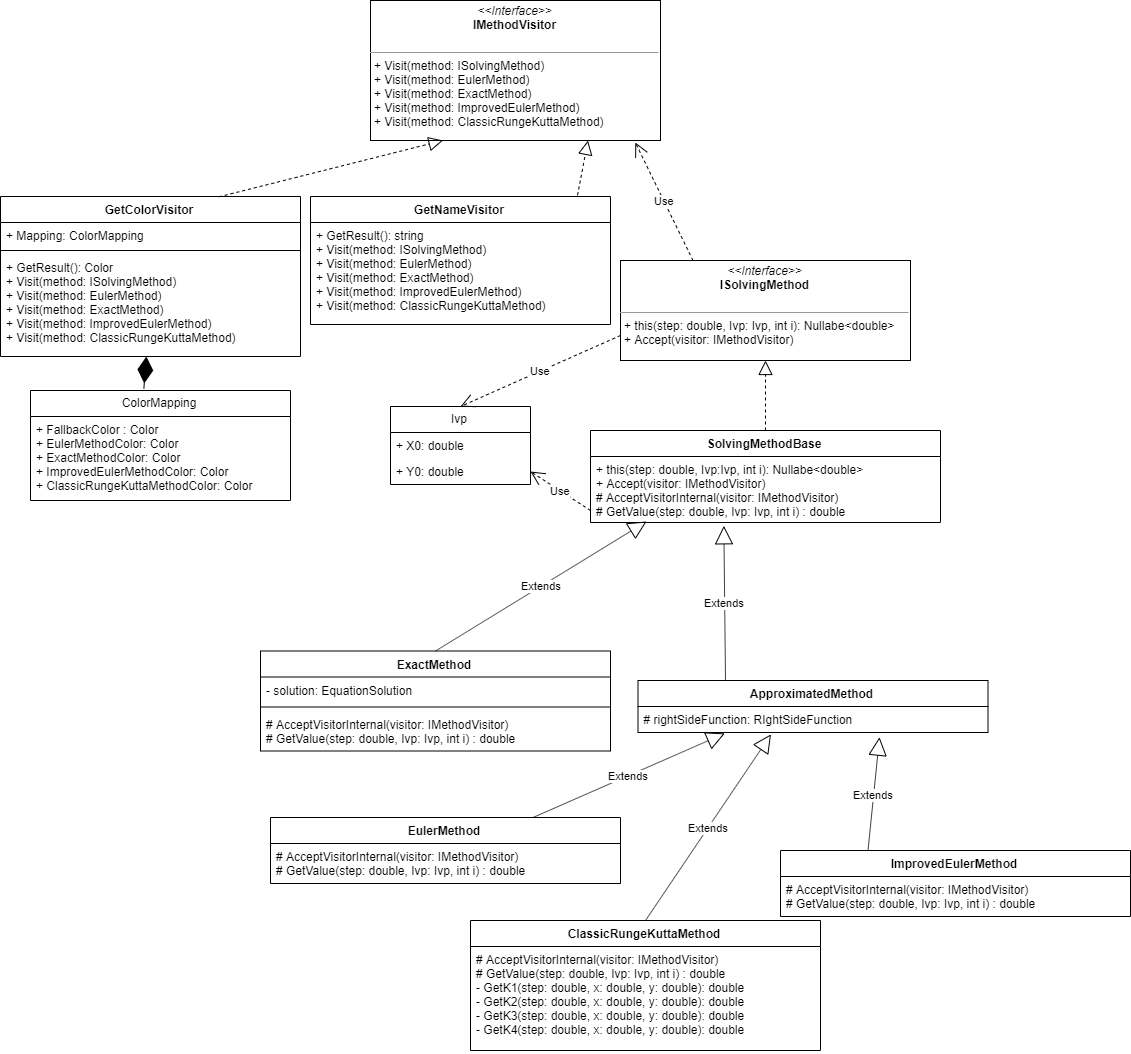 <<Interface>>
IMethodVisitor
+ Visit(method: ISolvingMethod)
+ Visit(method: EulerMethod)
+ Visit(method: ExactMethod)
+ Visit(method: ImprovedEulerMethod)
+ Visit(method: ClassicRungeKuttaMethod)
GetColorVisitor
+ Mapping: ColorMapping
+ GetResult(): Color
+ Visit(method: ISolvingMethod)
+ Visit(method: EulerMethod)
+ Visit(method: ExactMethod)
+ Visit(method: ImprovedEulerMethod)
+ Visit(method: ClassicRungeKuttaMethod)
GetNameVisitor
+ GetResult(): string
+ Visit(method: ISolvingMethod)
+ Visit(method: EulerMethod)
+ Visit(method: ExactMethod)
+ Visit(method: ImprovedEulerMethod)
+ Visit(method: ClassicRungeKuttaMethod)
Use
<<Interface>>
ISolvingMethod
+ this(step: double, Ivp: Ivp, int i): Nullabe<double>
+ Accept(visitor: IMethodVisitor)
Use
ColorMapping
+ FallbackColor : Color
+ EulerMethodColor: Color
+ ExactMethodColor: Color
+ ImprovedEulerMethodColor: Color
+ ClassicRungeKuttaMethodColor: Color
Ivp
+ X0: double
+ Y0: double
Use
SolvingMethodBase
+ this(step: double, Ivp:Ivp, int i): Nullabe<double>
+ Accept(visitor: IMethodVisitor)
# AcceptVisitorInternal(visitor: IMethodVisitor)
# GetValue(step: double, Ivp: Ivp, int i) : double
Extends
Extends
ExactMethod
- solution: EquationSolution
# AcceptVisitorInternal(visitor: IMethodVisitor)
# GetValue(step: double, Ivp: Ivp, int i) : double
ApproximatedMethod
# rightSideFunction: RIghtSideFunction
Extends
Extends
Extends
EulerMethod
# AcceptVisitorInternal(visitor: IMethodVisitor)
# GetValue(step: double, Ivp: Ivp, int i) : double
ImprovedEulerMethod
# AcceptVisitorInternal(visitor: IMethodVisitor)
# GetValue(step: double, Ivp: Ivp, int i) : double
ClassicRungeKuttaMethod
# AcceptVisitorInternal(visitor: IMethodVisitor)
# GetValue(step: double, Ivp: Ivp, int i) : double
- GetK1(step: double, x: double, y: double): double
- GetK2(step: double, x: double, y: double): double
- GetK3(step: double, x: double, y: double): double
- GetK4(step: double, x: double, y: double): double